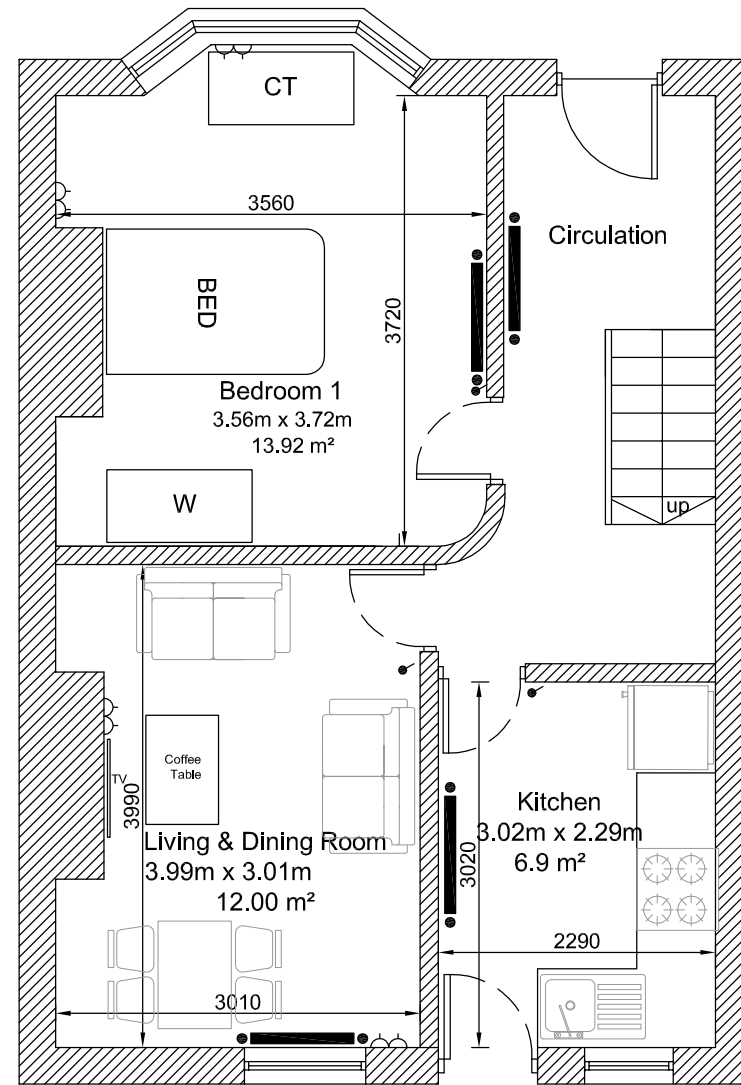 CT
3560
Circulation
BED
3720
Bedroom 1
3.56m x 3.72m
13.92 m²
W
up
Coffee
Table
TV
3990
Living & Dining Room
3.99m x 3.01m
12.00 m²
3010
Kitchen
3.02m x 2.29m
6.9 m²
3020
2290